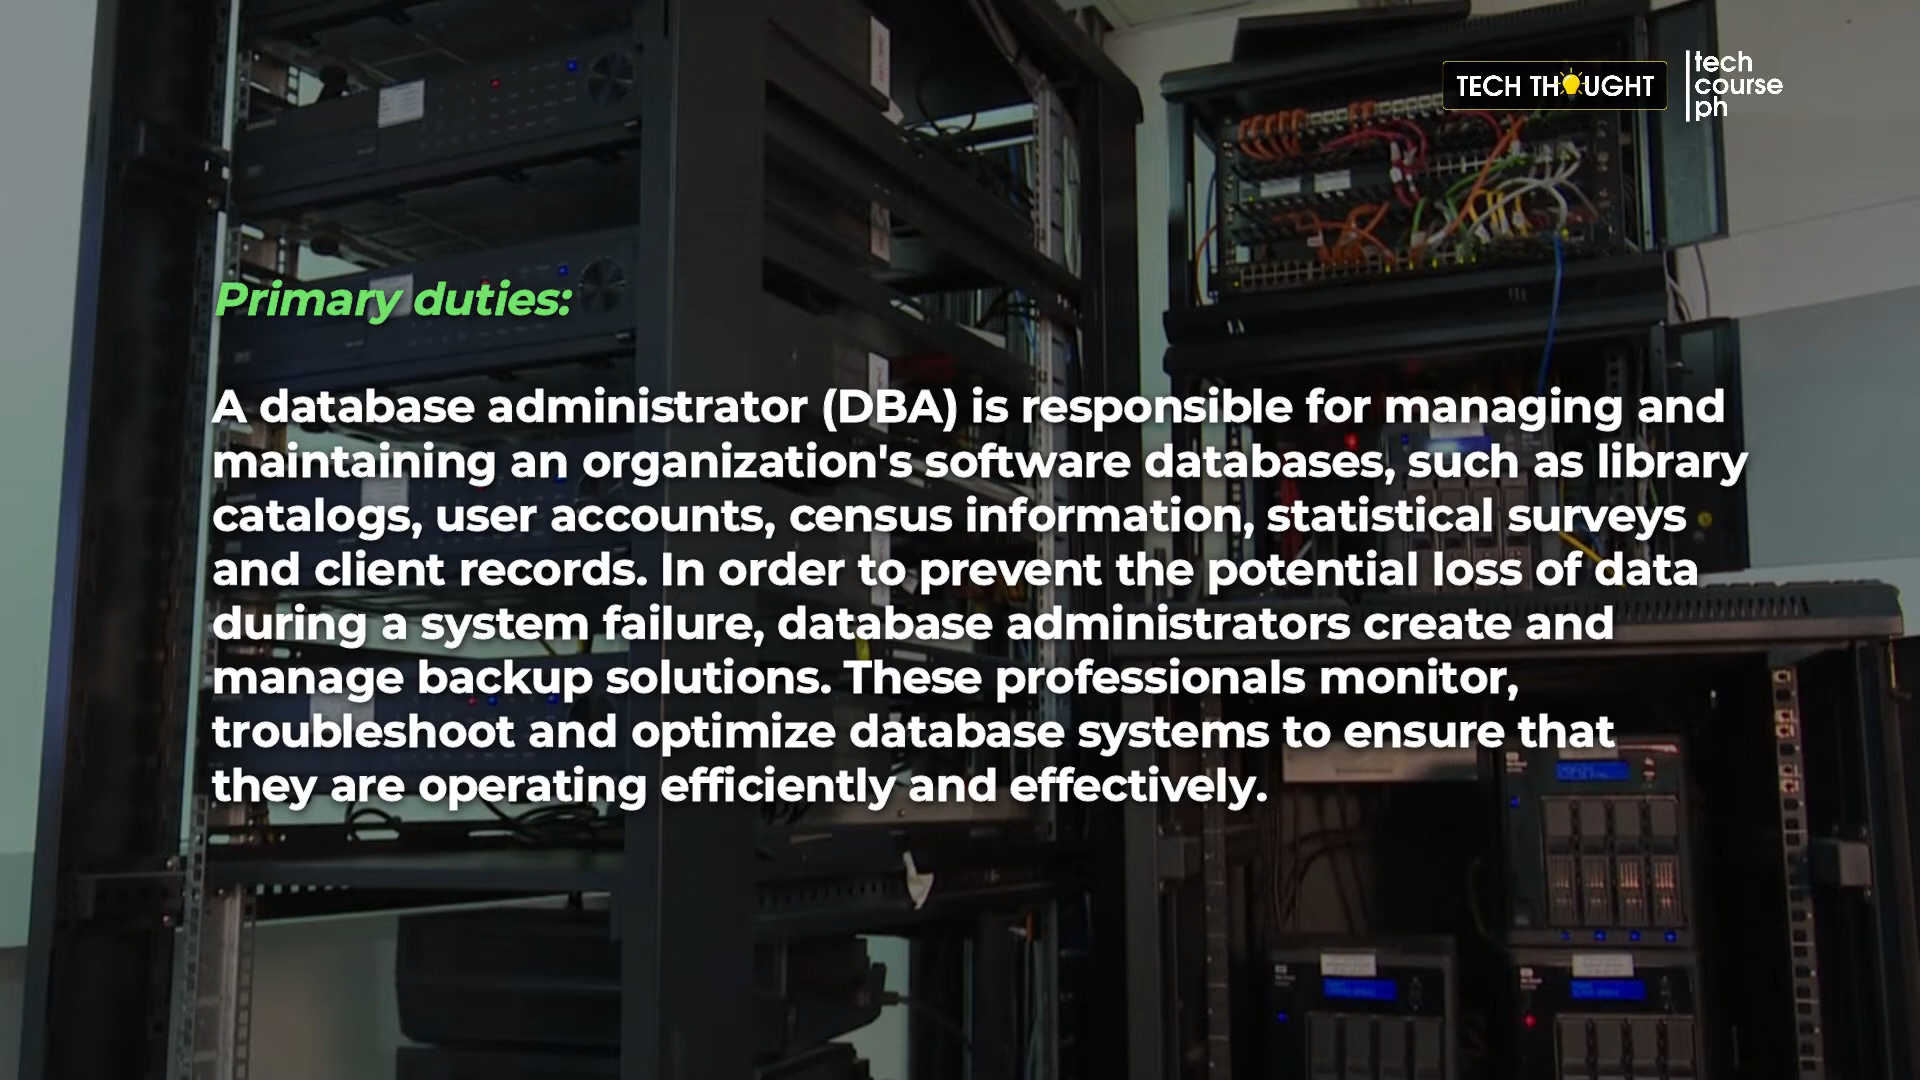 TECH THOUGHT
tech
course
ph
Primary duties:
A database administrator (DBA) is responsible for managing and
maintaining an organization's software databases, such as library
catalogs, user accounts, census information, statistical surveys
and client records. In order to prevent the potential loss of data
during a system failure, database administrators create and
manage backup solutions. These professionals monitor,
troubleshoot and optimize database systems to ensure that
they are operating efficiently and effectively.